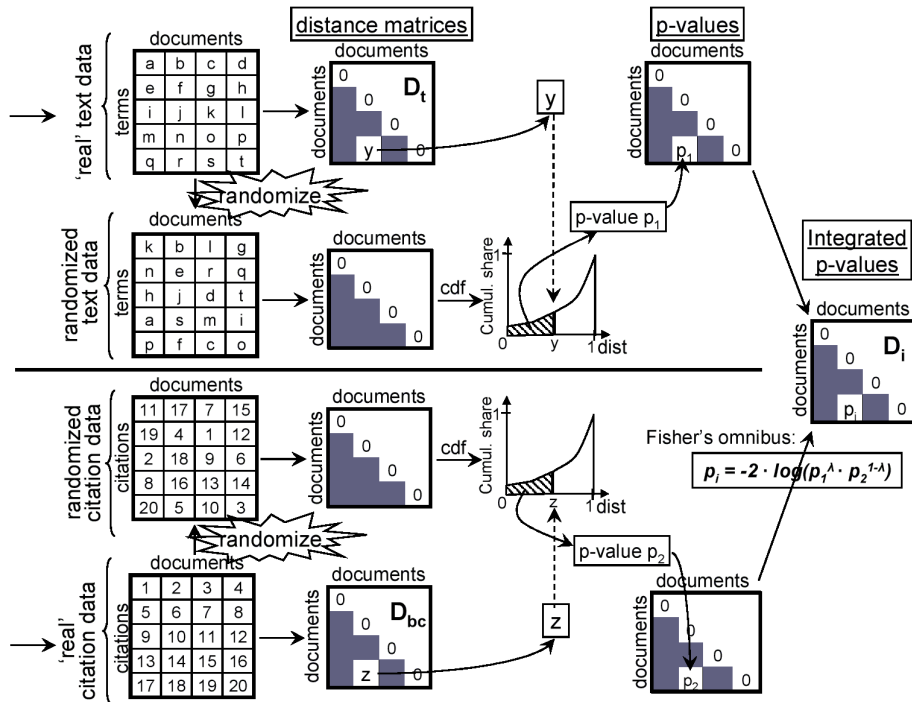 distance matrices
p-values
documents
documents
documents
'real' text data
terms
a b c d
e f g h
i j k l
m n o p
q r s t
documents
0
0
0
0
D_t
y
y
documents
0
0
0
0
p_1
randomize
documents
randomized
text data
terms
k b l g
n e r q
h j d t
a s m i
p f c o
documents
documents
0
0
0
0
cdf
Cumul. share
1
0
y
1
dist
p-value p_1
Integrated
p-values
documents
documents
0
0
0
0
D_i
p_i
documents
randomized
citation data
citations
11 17 7 15
19 4 1 12
2 18 9 6
8 16 13 14
20 5 10 3
documents
documents
0
0
0
0
cdf
Cumul. share
1
0
z
1
dist
Fisher's omnibus:
p_i = -2 · log(p_1^λ · p_2^{1-λ})
randomize
p-value p_2
documents
'real'
citation data
citations
1 2 3 4
5 6 7 8
9 10 11 12
13 14 15 16
17 18 19 20
documents
documents
0
0
0
0
D_bc
z
z
documents
documents
0
0
0
0
p_2